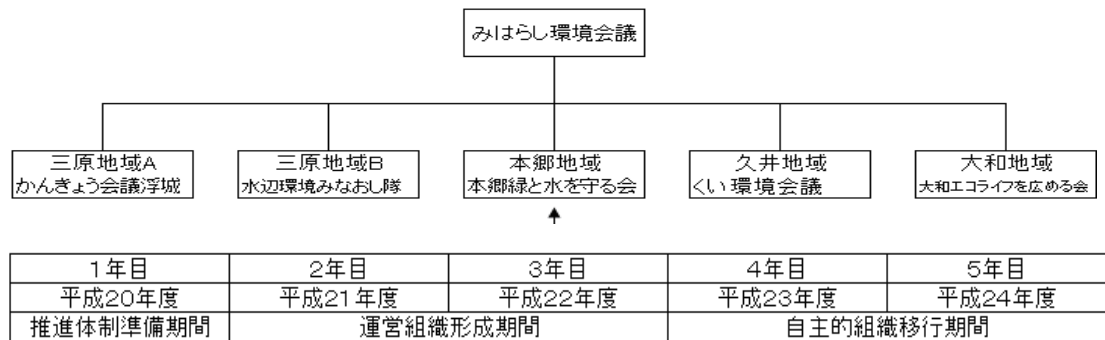 みはらし環境会議
三原地域A
かんきょう会議浮城
三原地域B
水辺環境みなおし隊
本郷地域
本郷緑と水を守る会
久井地域
くい環境会議
大和地域
大和エコライフを広める会
1年目 2年目 3年目 4年目 5年目
平成20年度 平成21年度 平成22年度 平成23年度 平成24年度
推進体制準備期間 運営組織形成期間 自主的組織移行期間